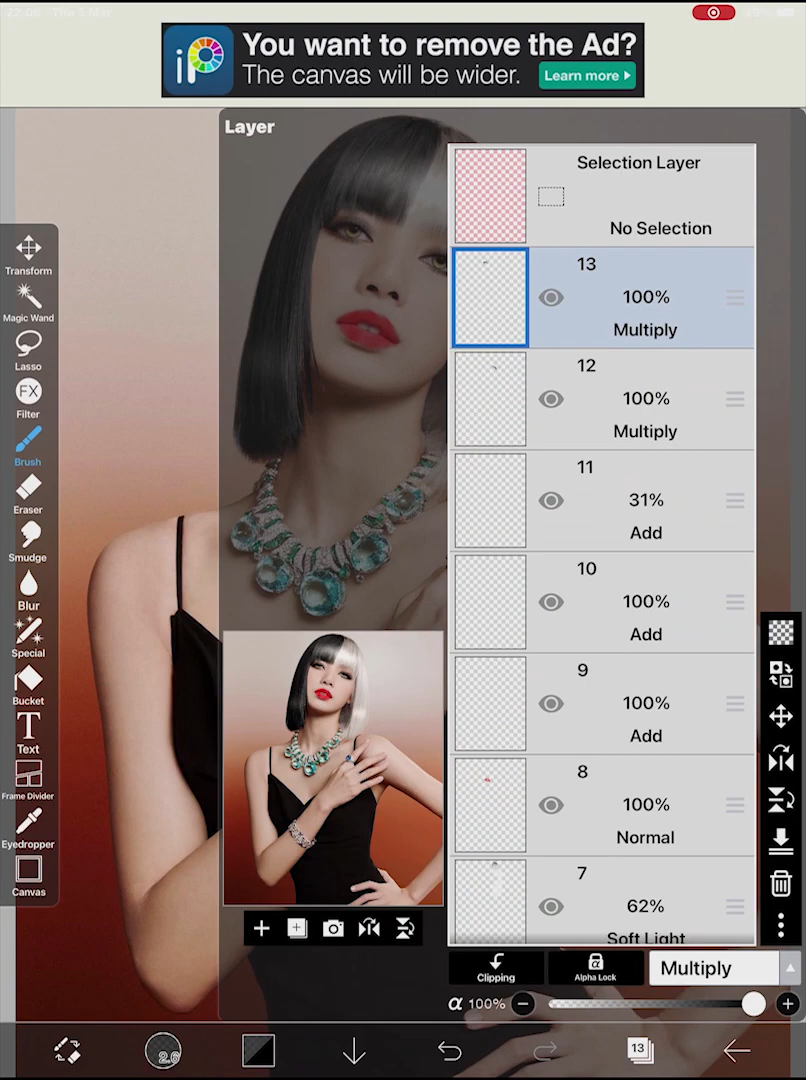 You want to remove the Ad?
iP
The canvas will be wider.
Learn more
Layer
Selection Layer
No Selection
13
100%
Multiply
12
100%
Multiply
11
31%
Add
10
100%
Add
9
100%
Add
8
100%
Normal
7
62%
Soft Light
Transform
Magic Wand
Lasso
FX
Filter
Brush
Eraser
Smudge
Blur
Special
Bucket
T
Text
Frame Divider
Eyedropper
Canvas
Clipping
Alpha Lock
Multiply
α 100%
2.6
13